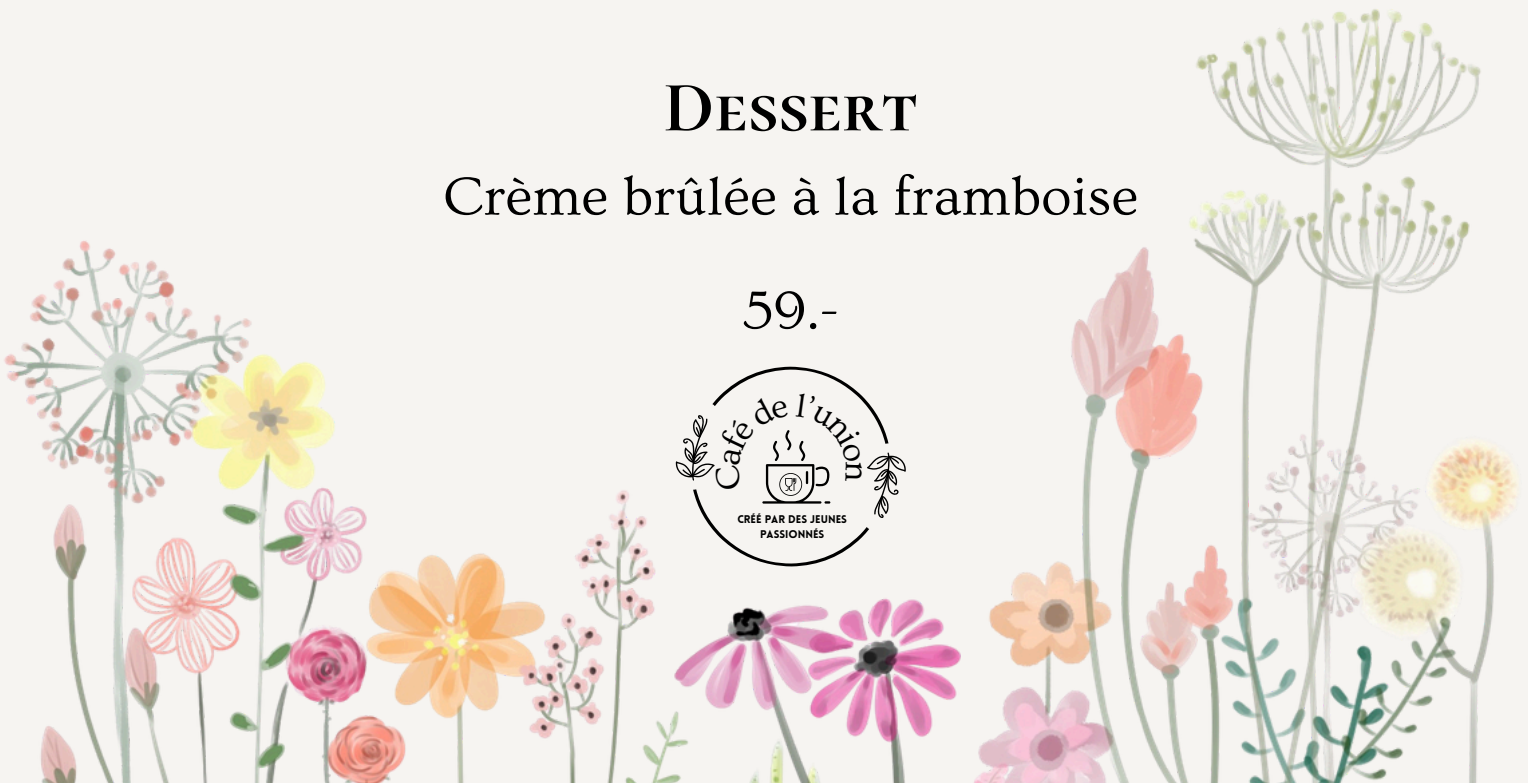 Dessert
Crème brûlée à la framboise
59.-
Café de l'union
CRÉÉ PAR DES JEUNES
PASSIONNÉS